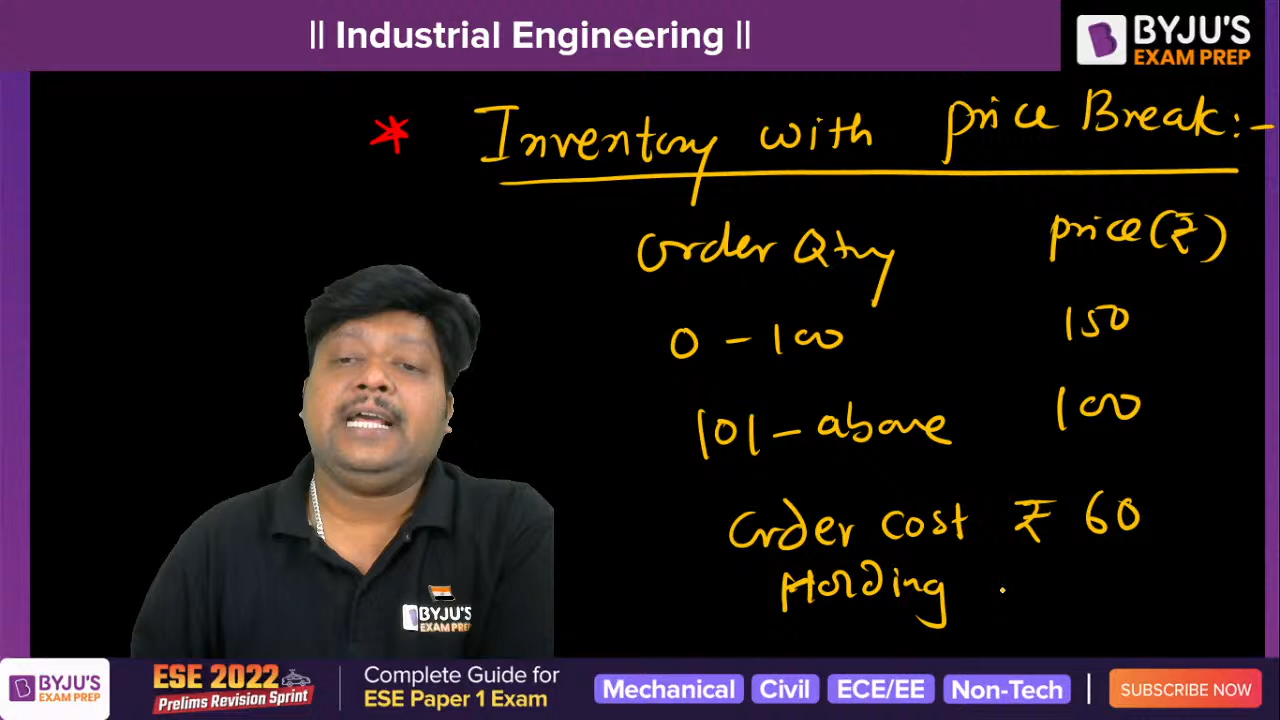 || Industrial Engineering ||
BYJU'S
EXAM PREP
* Inventory with price Break:-
Order Qty price (₹)
0 - 100 150
101 - above 100
Order cost ₹ 60
Holding
BYJU'S
EXAM PREP
BYJU'S
EXAM PREP
ESE 2022
Prelims Revision Sprint
Complete Guide for
ESE Paper 1 Exam
Mechanical Civil ECE/EE Non-Tech
SUBSCRIBE NOW